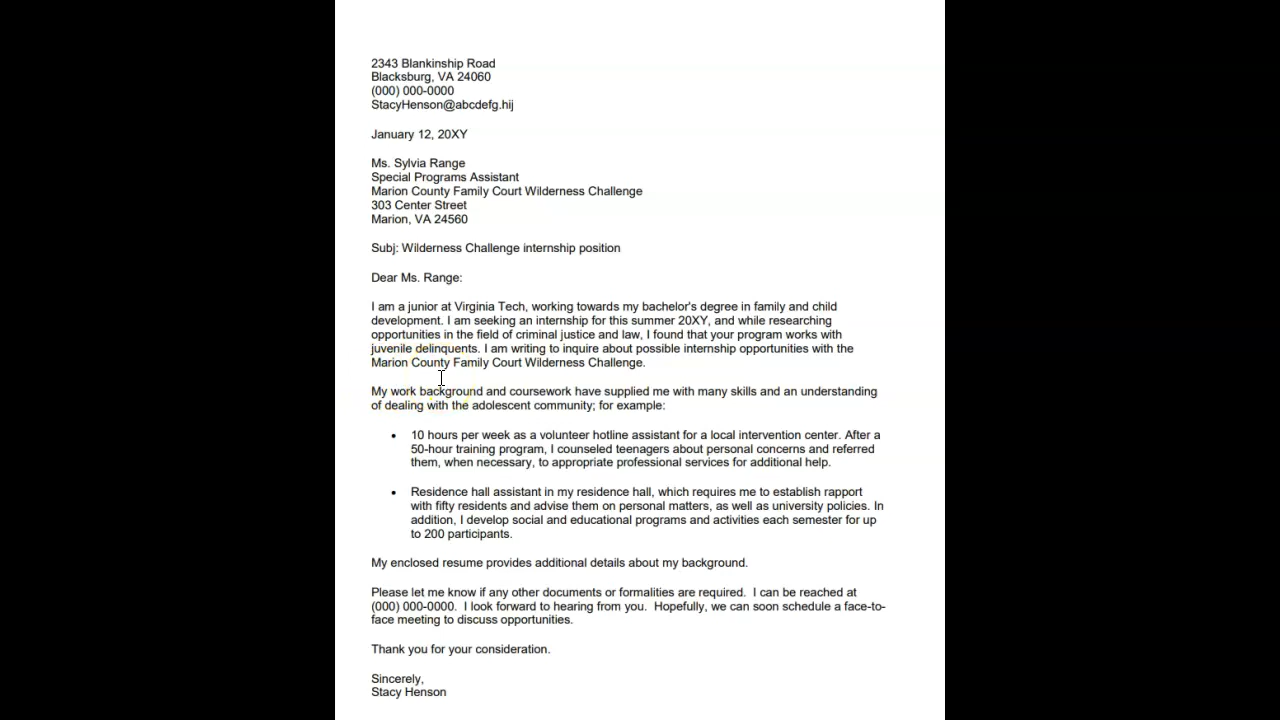 2343 Blankinship Road
Blacksburg, VA 24060
(000) 000-0000
StacyHenson@abcdefg.hij
January 12, 20XY
Ms. Sylvia Range
Special Programs Assistant
Marion County Family Court Wilderness Challenge
303 Center Street
Marion, VA 24560
Subj: Wilderness Challenge internship position
Dear Ms. Range:
I am a junior at Virginia Tech, working towards my bachelor's degree in family and child
development. I am seeking an internship for this summer 20XY, and while researching
opportunities in the field of criminal justice and law, I found that your program works with
juvenile delinquents. I am writing to inquire about possible internship opportunities with the
Marion County Family Court Wilderness Challenge.
My work background and coursework have supplied me with many skills and an understanding
of dealing with the adolescent community; for example:
• 10 hours per week as a volunteer hotline assistant for a local intervention center. After a
50-hour training program, I counseled teenagers about personal concerns and referred
them, when necessary, to appropriate professional services for additional help.
• Residence hall assistant in my residence hall, which requires me to establish rapport
with fifty residents and advise them on personal matters, as well as university policies. In
addition, I develop social and educational programs and activities each semester for up
to 200 participants.
My enclosed resume provides additional details about my background.
Please let me know if any other documents or formalities are required.  I can be reached at
(000) 000-0000.  I look forward to hearing from you.  Hopefully, we can soon schedule a face-to-
face meeting to discuss opportunities.
Thank you for your consideration.
Sincerely,
Stacy Henson